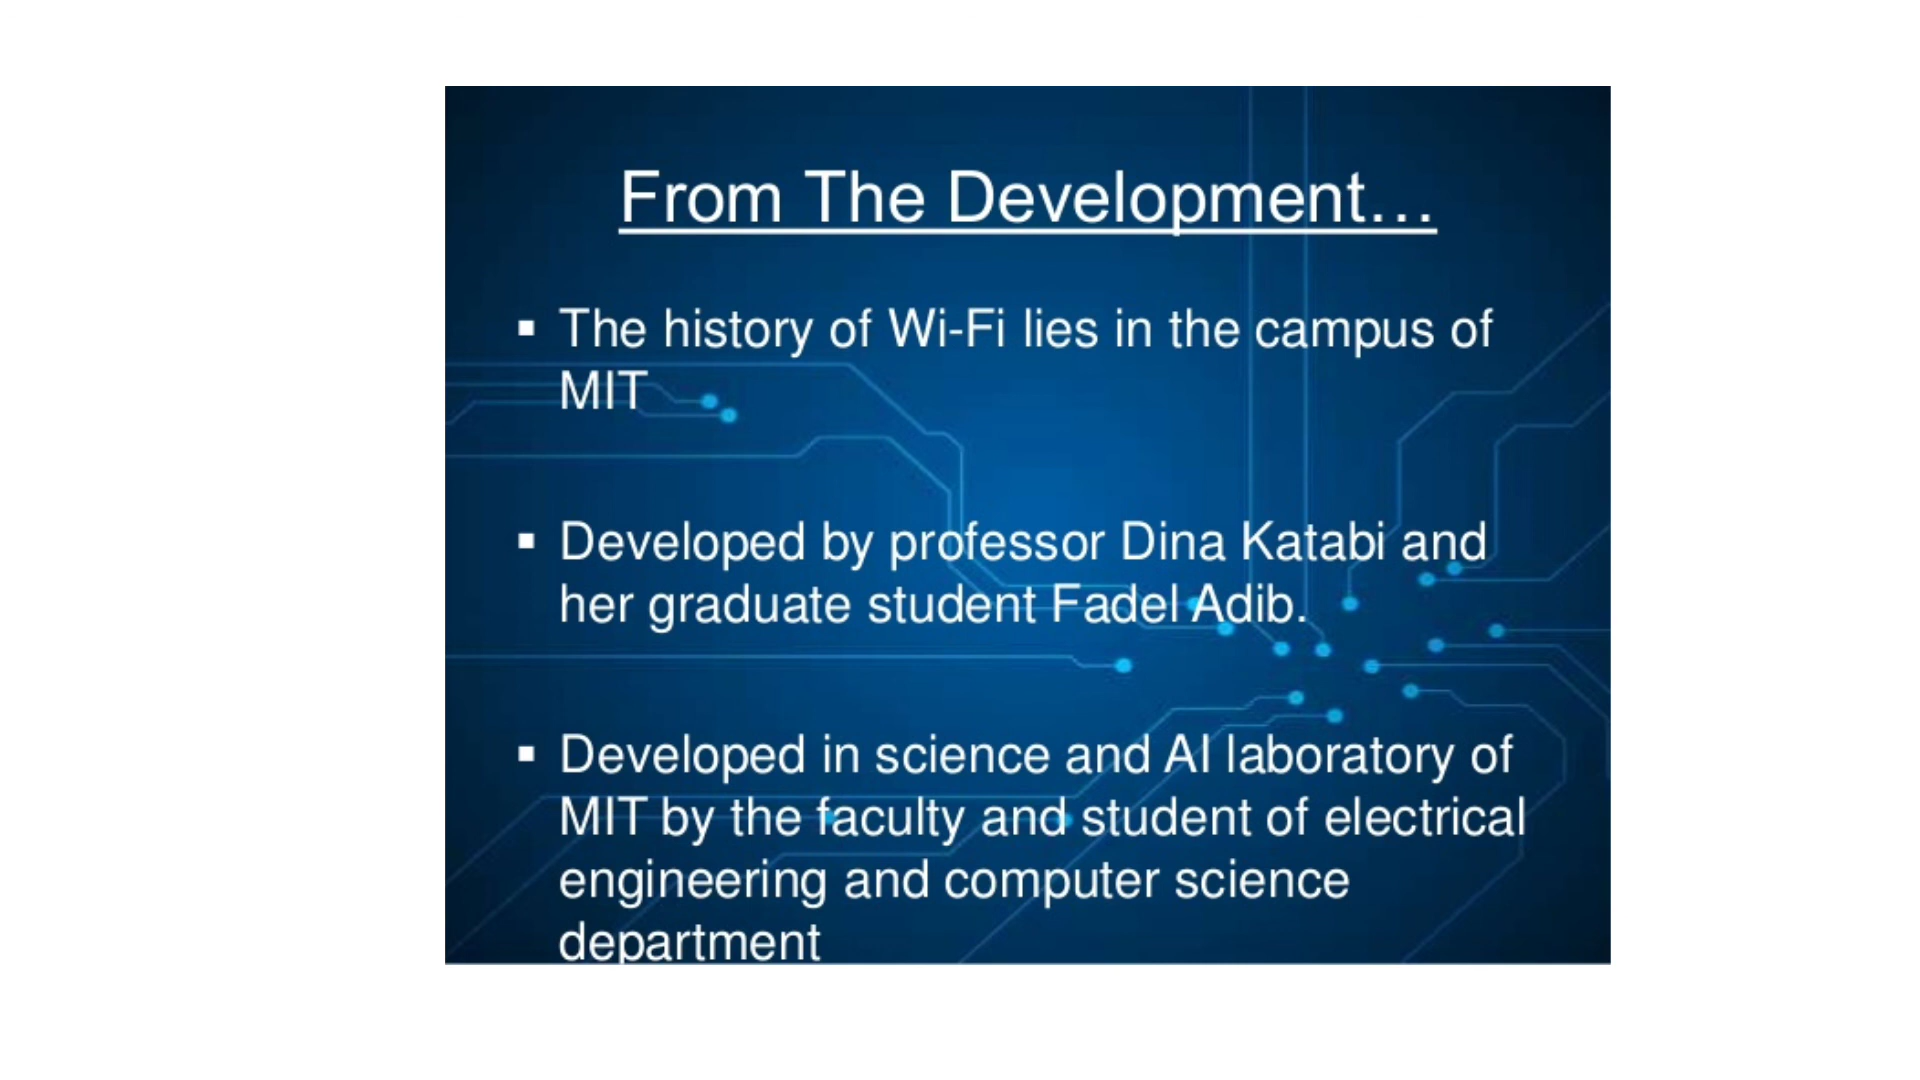 From The Development...
▪ The history of Wi-Fi lies in the campus of
MIT
▪ Developed by professor Dina Katabi and
her graduate student Fadel Adib.
▪ Developed in science and AI laboratory of
MIT by the faculty and student of electrical
engineering and computer science
department